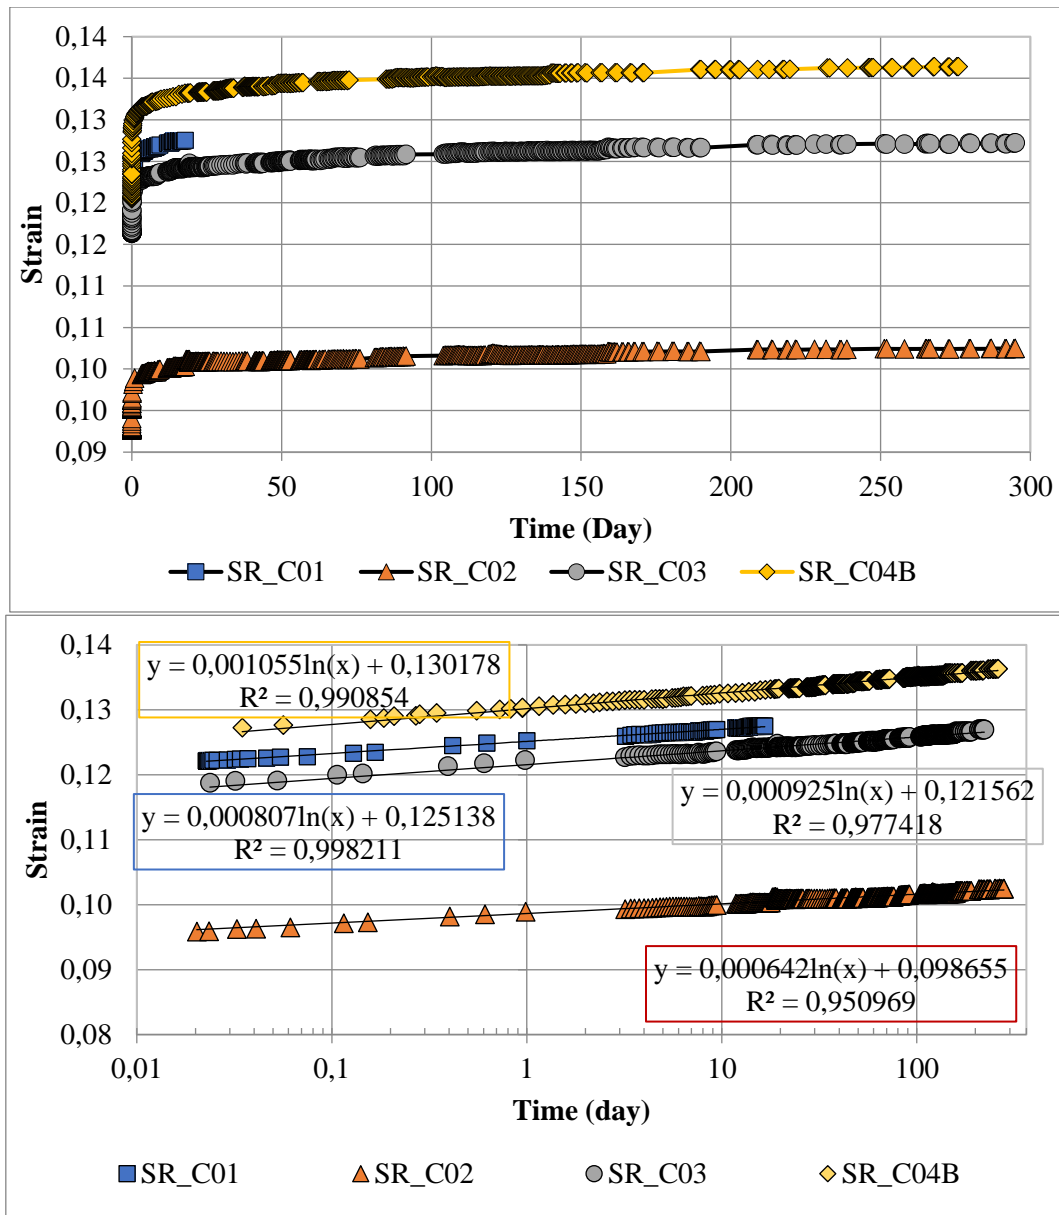 0,14
0,14
0,13
0,13
0,12
0,12
0,11
0,11
0,10
0,10
0,09
Strain
0 50 100 150 200 250 300
Time (Day)
SR_C01 SR_C02 SR_C03 SR_C04B
0,14
0,13
0,12
0,11
0,10
0,09
0,08
Strain
y = 0,001055ln(x) + 0,130178
R² = 0,990854
y = 0,000807ln(x) + 0,125138
R² = 0,998211
y = 0,000925ln(x) + 0,121562
R² = 0,977418
y = 0,000642ln(x) + 0,098655
R² = 0,950969
0,01 0,1 1 10 100
Time (day)
SR_C01 SR_C02 SR_C03 SR_C04B